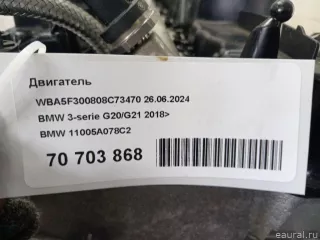 Двигатель
WBA5F300808C73470 26.06.2024
BMW 3-serie G20/G21 2018>
BMW 11005A078C2
70 703 868
eaural.ru